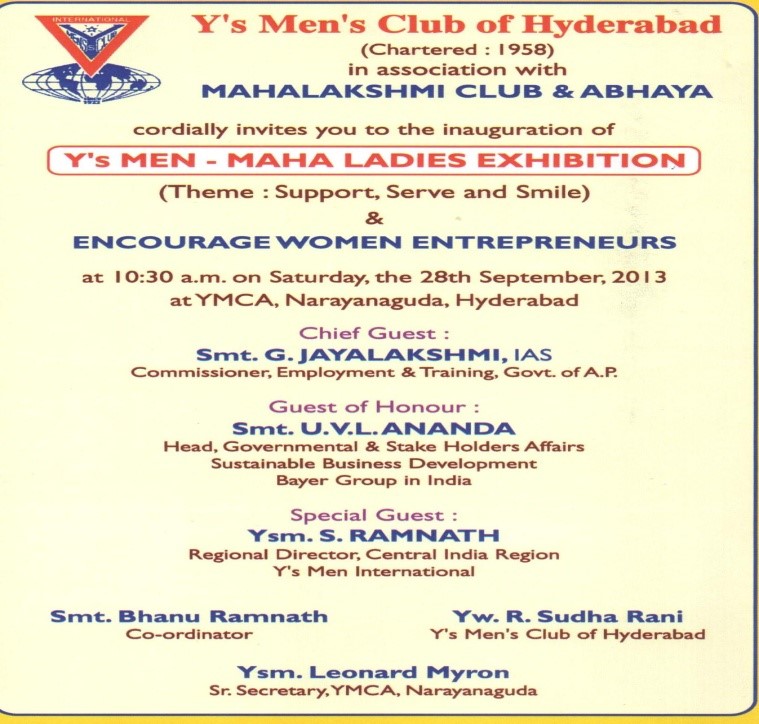 INTERNATIONAL
Y's Men's Club of Hyderabad
(Chartered : 1958)
in association with
MAHALAKSHMI CLUB & ABHAYA
cordially invites you to the inauguration of
Y's MEN - MAHA LADIES EXHIBITION
(Theme : Support, Serve and Smile)
&
ENCOURAGE WOMEN ENTREPRENEURS
at 10:30 a.m. on Saturday, the 28th September, 2013
at YMCA, Narayanaguda, Hyderabad
Chief Guest :
Smt. G. JAYALAKSHMI, IAS
Commissioner, Employment & Training, Govt. of A.P.
Guest of Honour :
Smt. U.V.L. ANANDA
Head, Governmental & Stake Holders Affairs
Sustainable Business Development
Bayer Group in India
Special Guest :
Ysm. S. RAMNATH
Regional Director, Central India Region
Y's Men International
Smt. Bhanu Ramnath
Co-ordinator
Yw. R. Sudha Rani
Y's Men's Club of Hyderabad
Ysm. Leonard Myron
Sr. Secretary, YMCA, Narayanaguda